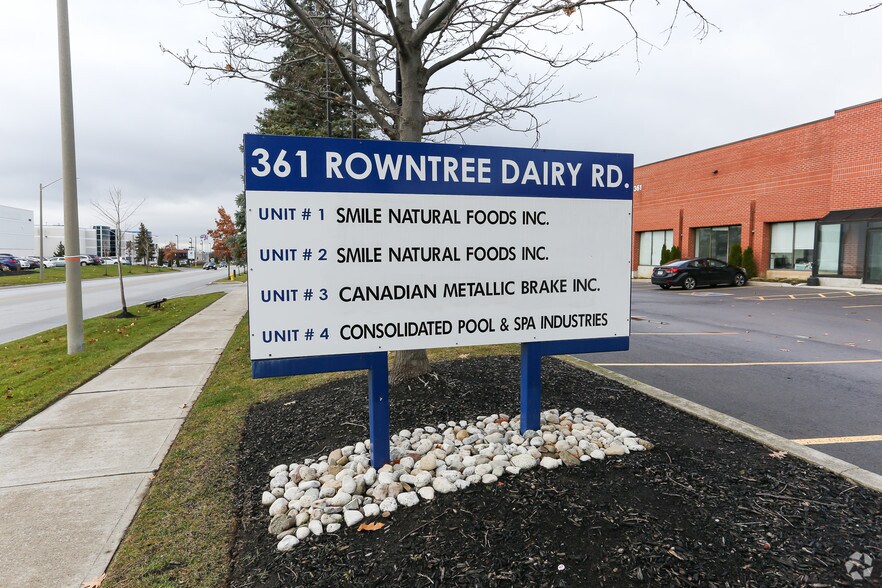 361 ROWNTREE DAIRY RD.
UNIT # 1 SMILE NATURAL FOODS INC.
UNIT # 2 SMILE NATURAL FOODS INC.
UNIT # 3 CANADIAN METALLIC BRAKE INC.
UNIT # 4 CONSOLIDATED POOL & SPA INDUSTRIES
361